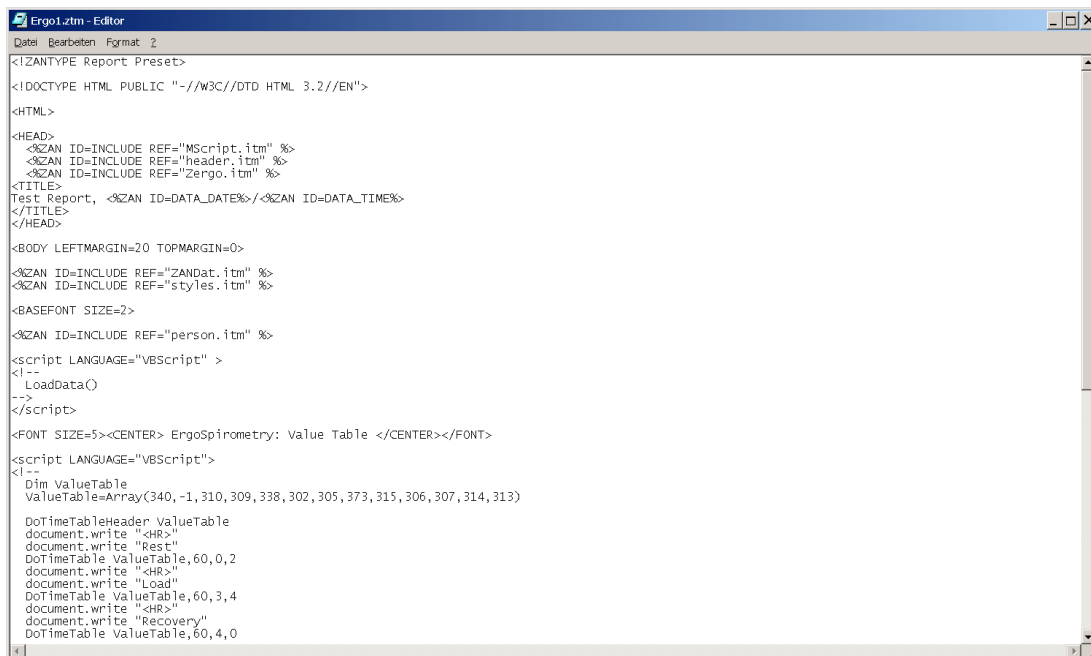 Ergo1.ztm - Editor
Datei Bearbeiten Format ?
<!ZANTYPE Report Preset>
<!DOCTYPE HTML PUBLIC "-//W3C//DTD HTML 3.2//EN">
<HTML>
<HEAD>
<%ZAN ID=INCLUDE REF="MScript.itm" %>
<%ZAN ID=INCLUDE REF="header.itm" %>
<%ZAN ID=INCLUDE REF="Zergo.itm" %>
<TITLE>
Test Report, <%ZAN ID=DATA_DATE%>/<%ZAN ID=DATA_TIME%>
</TITLE>
</HEAD>
<BODY LEFTMARGIN=20 TOPMARGIN=0>
<%ZAN ID=INCLUDE REF="ZANDat.itm" %>
<%ZAN ID=INCLUDE REF="styles.itm" %>
<BASEFONT SIZE=2>
<%ZAN ID=INCLUDE REF="person.itm" %>
<script LANGUAGE="VBScript" >
<!--
LoadData()
-->
</script>
<FONT SIZE=5><CENTER> ErgoSpirometry: Value Table </CENTER></FONT>
<script LANGUAGE="VBScript">
<!--
Dim ValueTable
ValueTable=Array(340,-1,310,309,338,302,305,373,315,306,307,314,313)
DoTimeTableHeader ValueTable
document.write "<HR>"
document.write "Rest"
DoTimeTable ValueTable,60,0,2
document.write "<HR>"
document.write "Load"
DoTimeTable ValueTable,60,3,4
document.write "<HR>"
document.write "Recovery"
DoTimeTable ValueTable,60,4,0